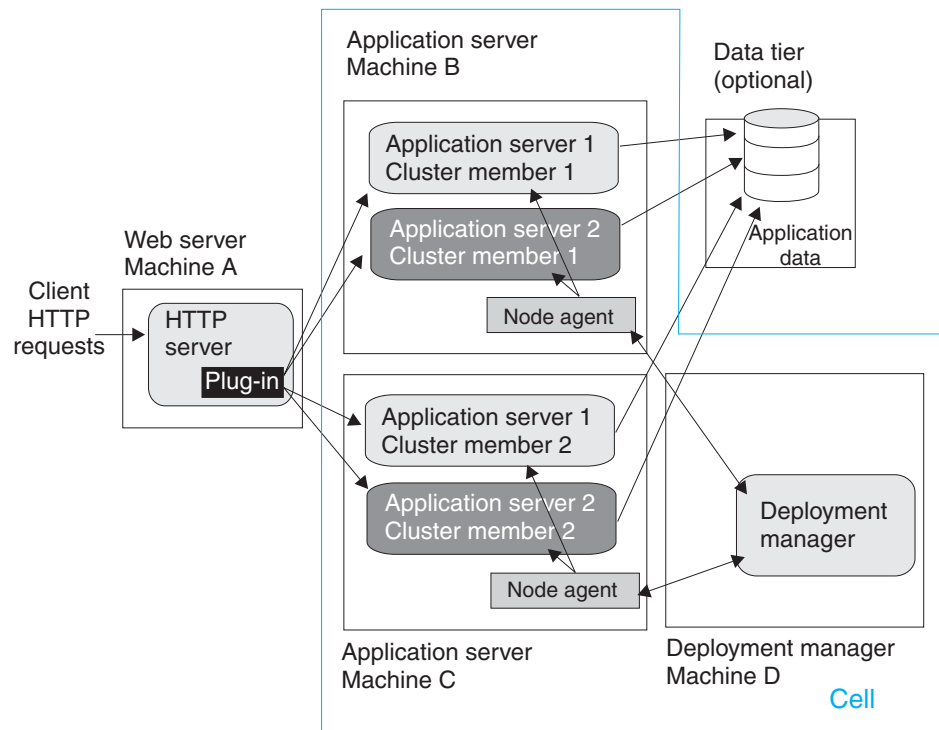 Application server
Machine B
Data tier
(optional)
Application server 1
Cluster member 1
Application server 2
Cluster member 1
Node agent
Application
data
Web server
Machine A
Client
HTTP
requests
HTTP
server
Plug-in
Application server 1
Cluster member 2
Application server 2
Cluster member 2
Node agent
Application server
Machine C
Deployment
manager
Deployment manager
Machine D
Cell